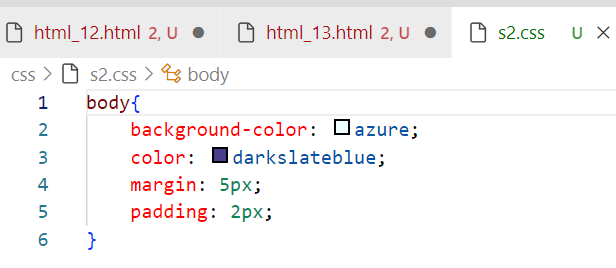 html_12.html 2, U html_13.html 2, U s2.css U
css > s2.css > body
1 body{
2 background-color: azure;
3 color: darkslateblue;
4 margin: 5px;
5 padding: 2px;
6 }